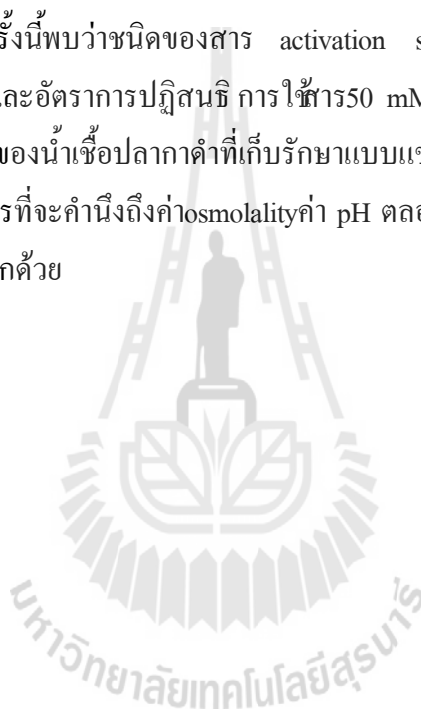 รั้งนี้พบว่าชนิดของสาร activation s
และอัตราการปฏิสนธิ การใช้สาร50 mM
ของน้ำเชื้อปลากาดำที่เก็บรักษาแบบแช
รที่จะคำนึงถึงค่าosmolalityค่า pH ตลอ
กด้วย
มหาวิทยาลัยเทคโนโลยีสุรนารี